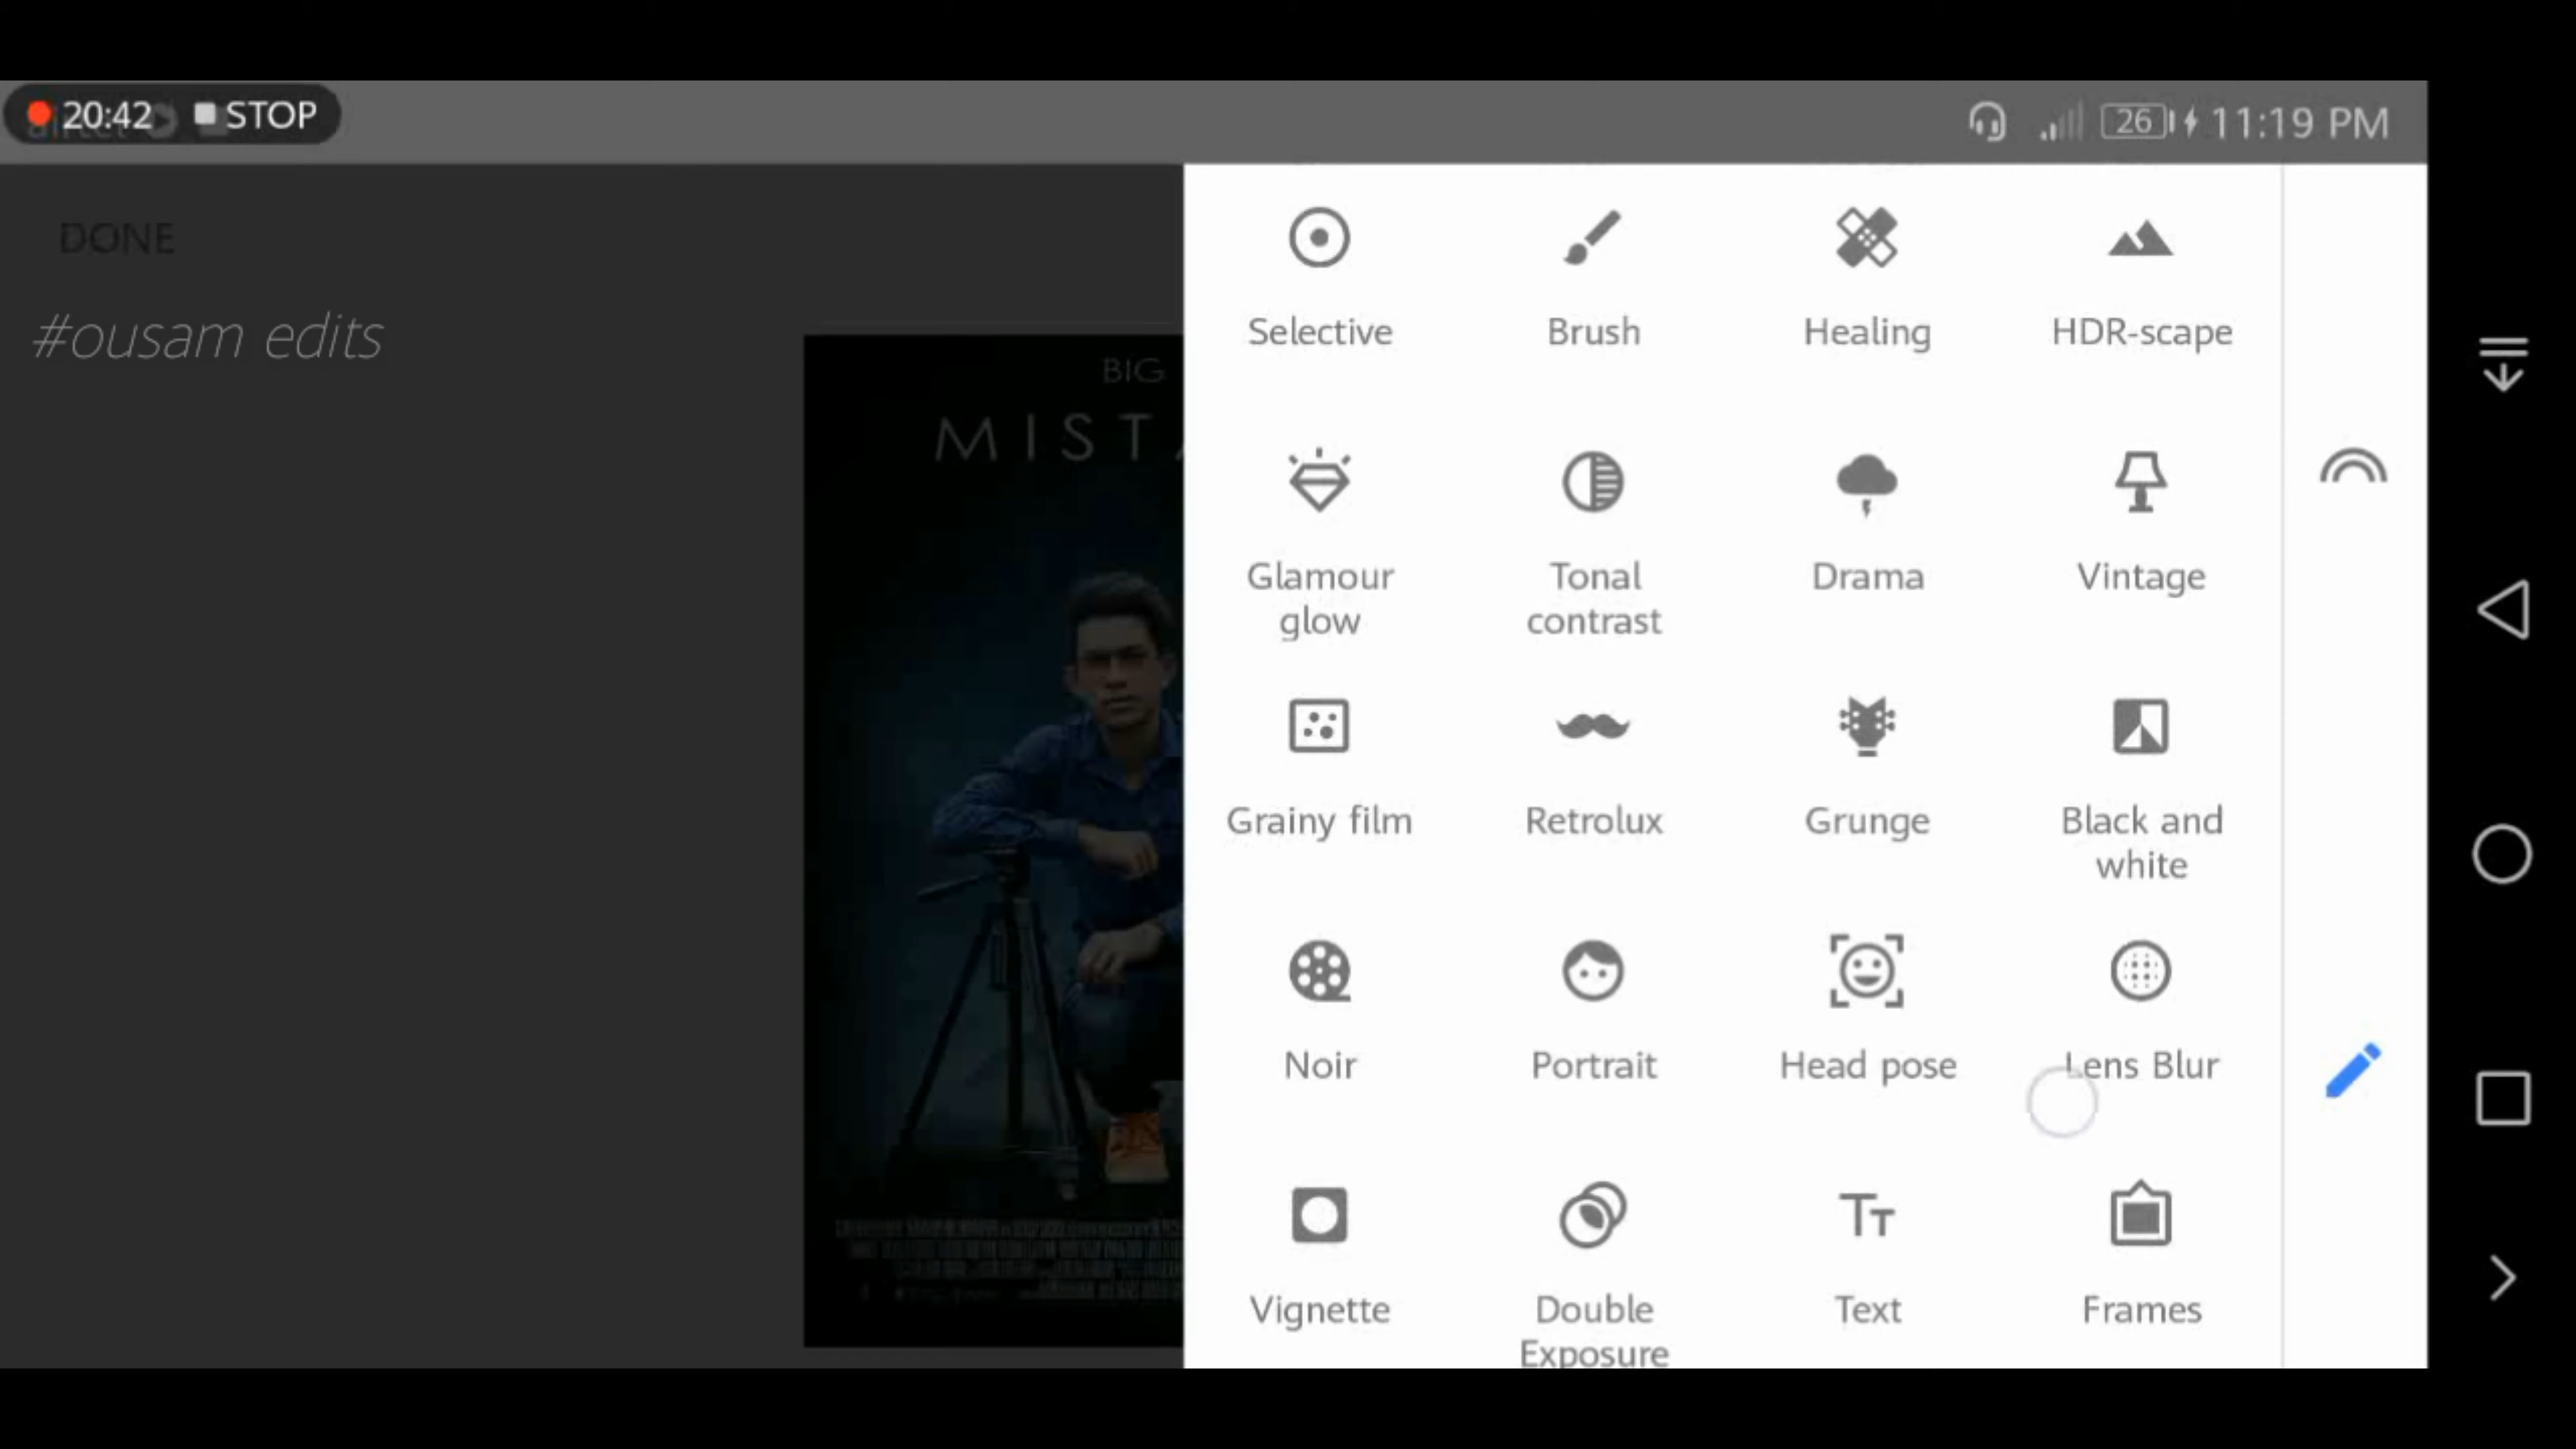 20:42 STOP
26 11:19 PM
DONE
#ousam edits
BIG
MISTA
Selective Brush Healing HDR-scape
Glamour glow
Tonal contrast
Drama
Vintage
Grainy film
Retrolux
Grunge
Black and white
Noir
Portrait
Head pose
Lens Blur
Vignette
Double Exposure
Text
Frames